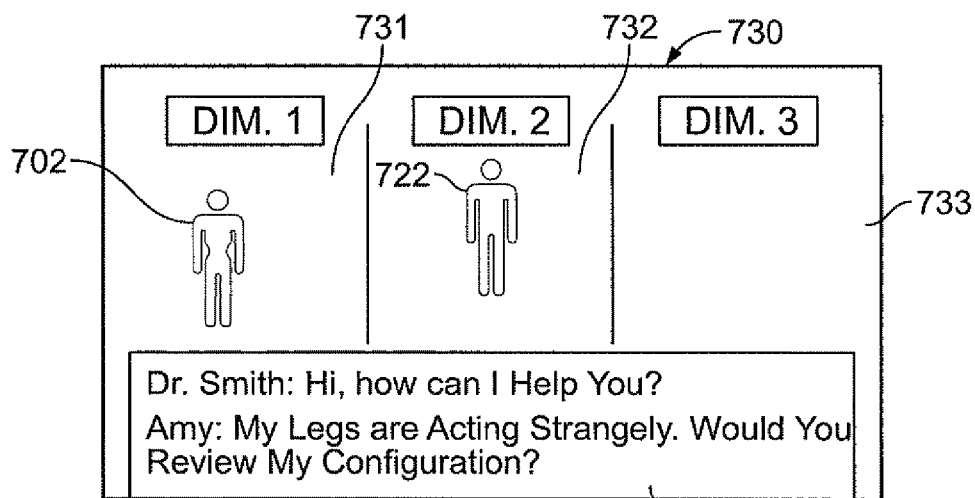 731 732 730
DIM. 1 DIM. 2 DIM. 3
702 722
733
Dr. Smith: Hi, how can I Help You?
Amy: My Legs are Acting Strangely. Would You
Review My Configuration?